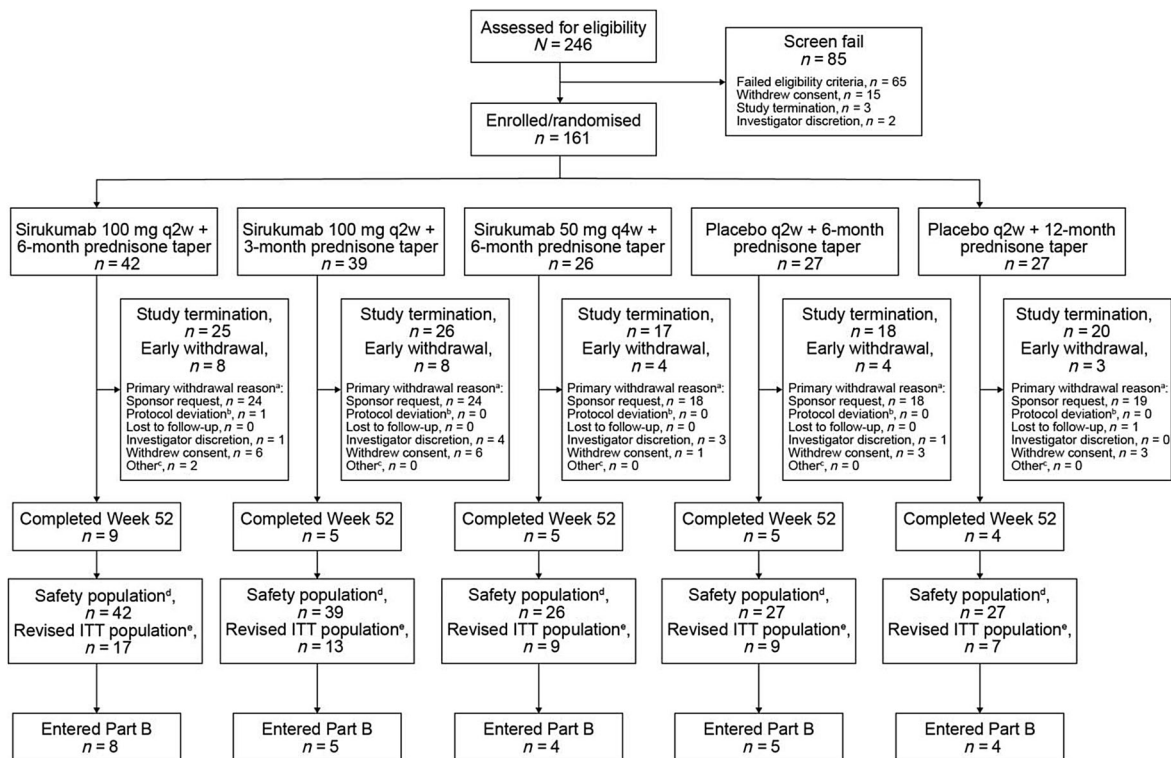 Assessed for eligibility
N = 246
Screen fail
n = 85
Failed eligibility criteria, n = 65
Withdrew consent, n = 15
Study termination, n = 3
Investigator discretion, n = 2
Enrolled/randomised
n = 161
Sirukumab 100 mg q2w +
6-month prednisone taper
n = 42
Sirukumab 100 mg q2w +
3-month prednisone taper
n = 39
Sirukumab 50 mg q4w +
6-month prednisone taper
n = 26
Placebo q2w + 6-month
prednisone taper
n = 27
Placebo q2w + 12-month
prednisone taper
n = 27
Study termination,
n = 25
Early withdrawal,
n = 8
Primary withdrawal reasonᵃ:
Sponsor request, n = 24
Protocol deviationᵇ, n = 1
Lost to follow-up, n = 0
Investigator discretion, n = 1
Withdrew consent, n = 6
Otherᶜ, n = 2
Study termination,
n = 26
Early withdrawal,
n = 8
Primary withdrawal reasonᵃ:
Sponsor request, n = 24
Protocol deviationᵇ, n = 0
Lost to follow-up, n = 0
Investigator discretion, n = 4
Withdrew consent, n = 6
Otherᶜ, n = 0
Study termination,
n = 17
Early withdrawal,
n = 4
Primary withdrawal reasonᵃ:
Sponsor request, n = 18
Protocol deviationᵇ, n = 0
Lost to follow-up, n = 0
Investigator discretion, n = 3
Withdrew consent, n = 1
Otherᶜ, n = 0
Study termination,
n = 18
Early withdrawal,
n = 4
Primary withdrawal reasonᵃ:
Sponsor request, n = 18
Protocol deviationᵇ, n = 0
Lost to follow-up, n = 0
Investigator discretion, n = 1
Withdrew consent, n = 3
Otherᶜ, n = 0
Study termination,
n = 20
Early withdrawal,
n = 3
Primary withdrawal reasonᵃ:
Sponsor request, n = 19
Protocol deviationᵇ, n = 0
Lost to follow-up, n = 1
Investigator discretion, n = 0
Withdrew consent, n = 3
Otherᶜ, n = 0
Completed Week 52
n = 9
Completed Week 52
n = 5
Completed Week 52
n = 5
Completed Week 52
n = 5
Completed Week 52
n = 4
Safety populationᵈ,
n = 42
Revised ITT populationᵉ,
n = 17
Safety populationᵈ,
n = 39
Revised ITT populationᵉ,
n = 13
Safety populationᵈ,
n = 26
Revised ITT populationᵉ,
n = 9
Safety populationᵈ,
n = 27
Revised ITT populationᵉ,
n = 9
Safety populationᵈ,
n = 27
Revised ITT populationᵉ,
n = 7
Entered Part B
n = 8
Entered Part B
n = 5
Entered Part B
n = 4
Entered Part B
n = 5
Entered Part B
n = 4